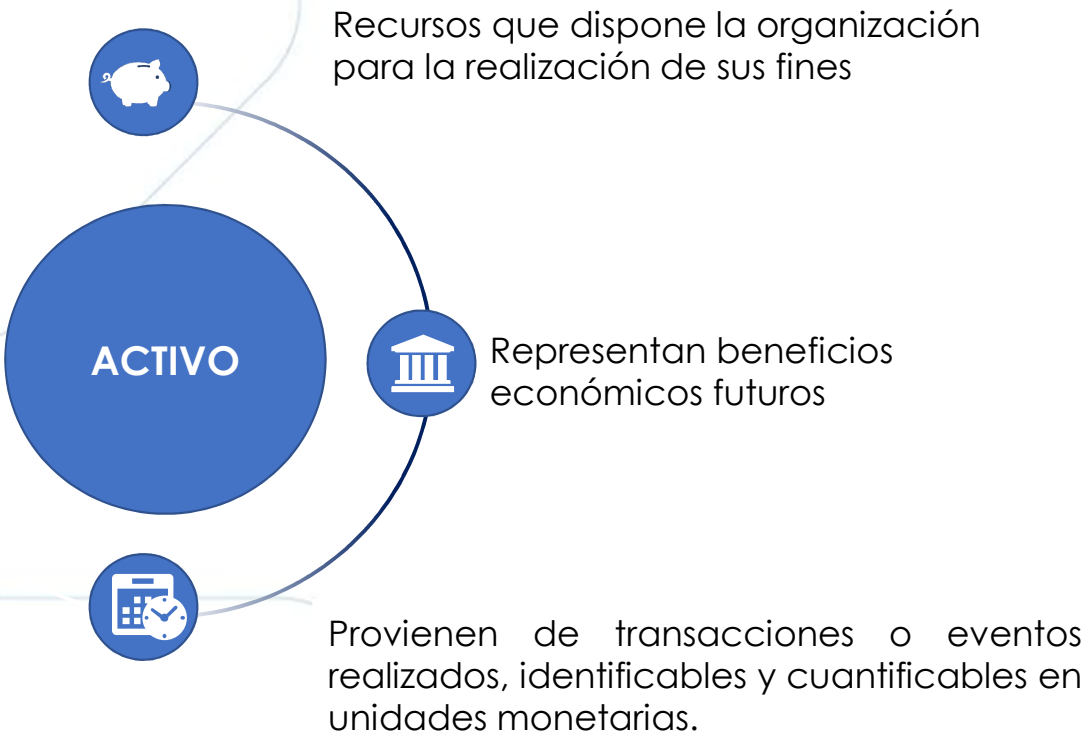 Recursos que dispone la organización
para la realización de sus fines
ACTIVO
Representan beneficios
económicos futuros
Provienen de transacciones o eventos
realizados, identificables y cuantificables en
unidades monetarias.